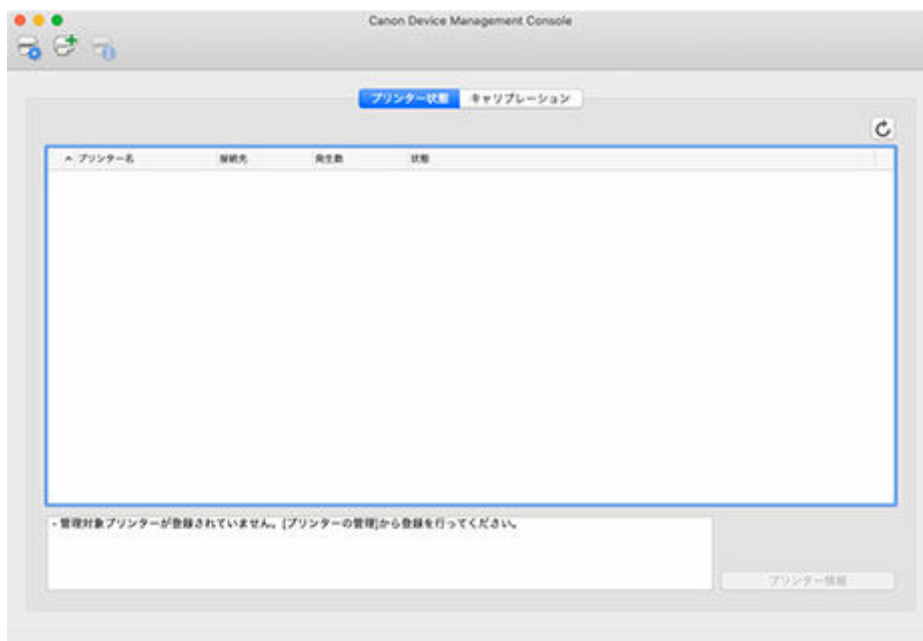 Canon Device Management Console
プリンター状態 キャリブレーション
プリンター名 接続先 発生数 状態
- 管理対象プリンターが登録されていません。[プリンターの管理]から登録を行ってください。
プリンター情報